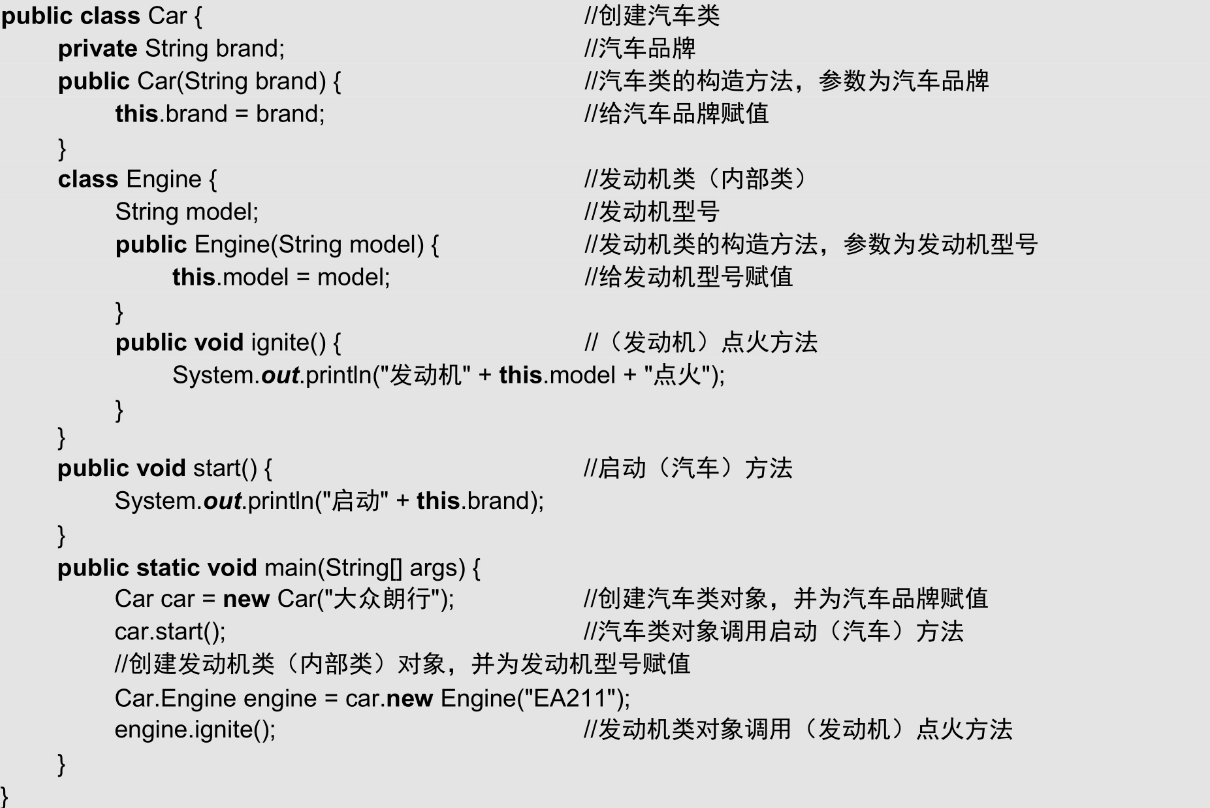 public class Car { //创建汽车类
private String brand; //汽车品牌
public Car(String brand) { //汽车类的构造方法，参数为汽车品牌
this.brand = brand; //给汽车品牌赋值
}
class Engine { //发动机类（内部类）
String model; //发动机型号
public Engine(String model) { //发动机类的构造方法，参数为发动机型号
this.model = model; //给发动机型号赋值
}
public void ignite() { //（发动机）点火方法
System.out.println("发动机" + this.model + "点火");
}
}
public void start() { //启动（汽车）方法
System.out.println("启动" + this.brand);
}
public static void main(String[] args) {
Car car = new Car("大众朗行"); //创建汽车类对象，并为汽车品牌赋值
car.start(); //汽车类对象调用启动（汽车）方法
//创建发动机类（内部类）对象，并为发动机型号赋值
Car.Engine engine = car.new Engine("EA211");
engine.ignite(); //发动机类对象调用（发动机）点火方法
}
}